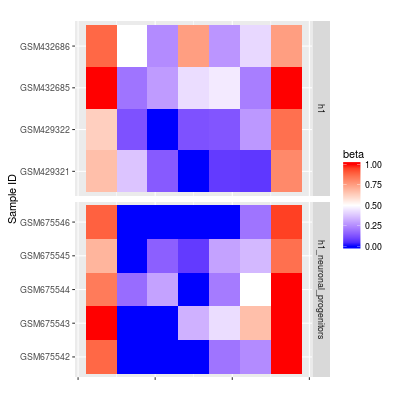 Sample ID
GSM432686
GSM432685
GSM429322
GSM429321
h1
GSM675546
GSM675545
GSM675544
GSM675543
GSM675542
h1_neuronal_progenitors
beta
1.00
0.75
0.50
0.25
0.00